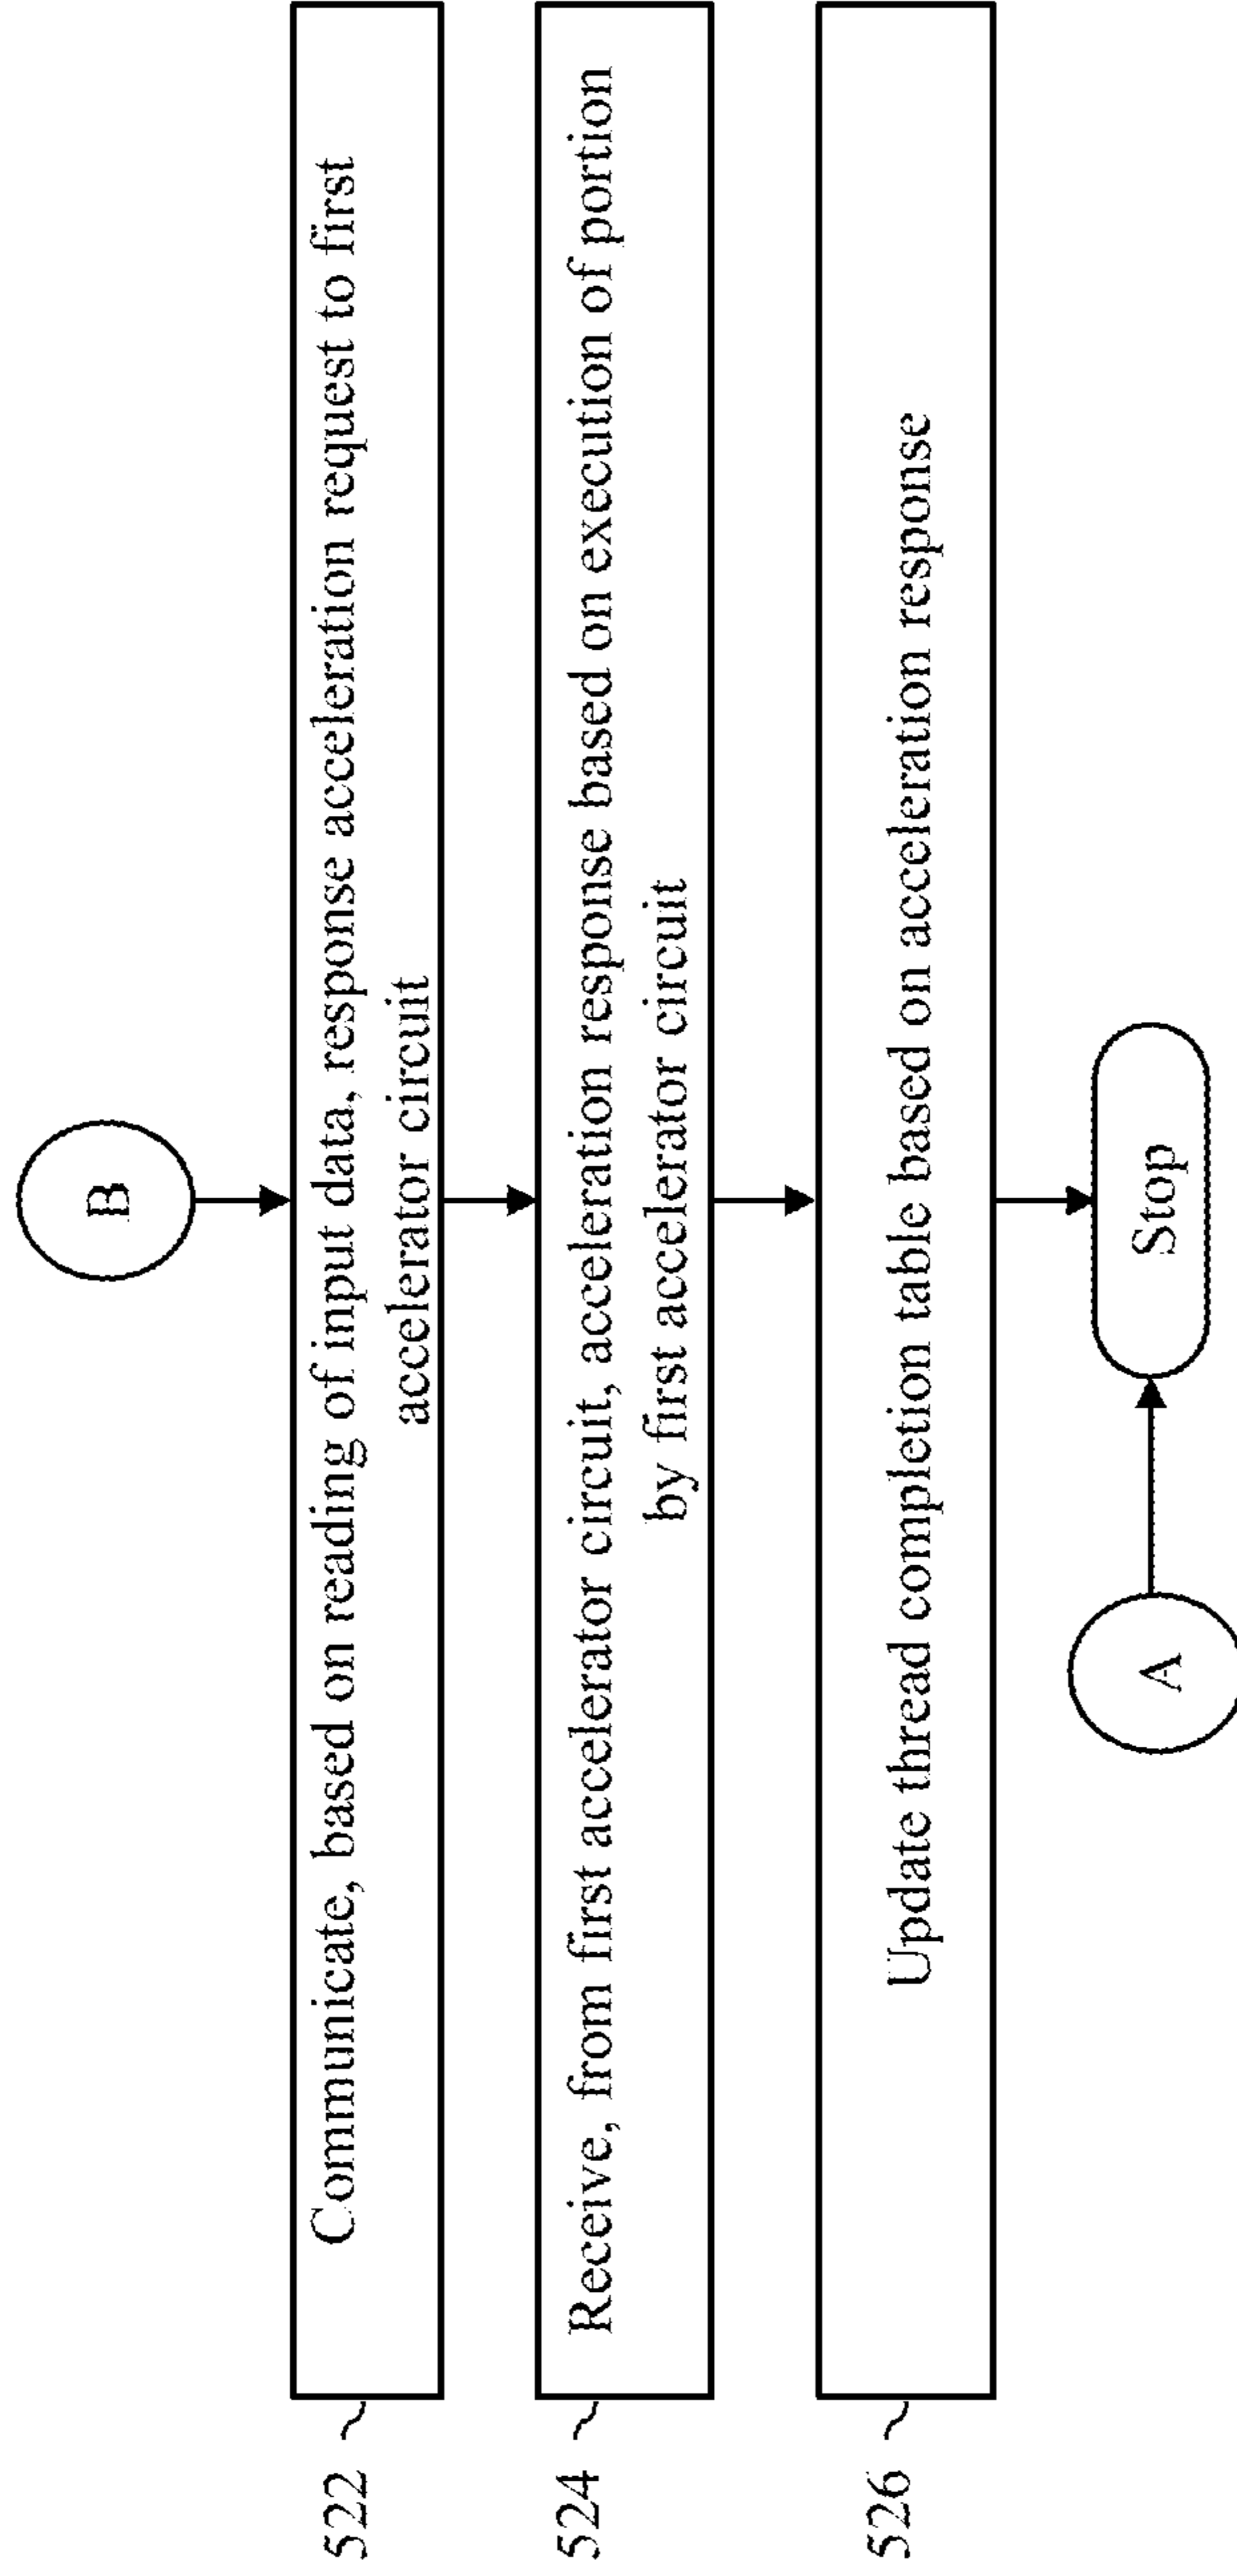 B
522
Communicate, based on reading of input data, response acceleration request to first
accelerator circuit
524
Receive, from first accelerator circuit, acceleration response based on execution of portion
by first accelerator circuit
526
Update thread completion table based on acceleration response
A
Stop